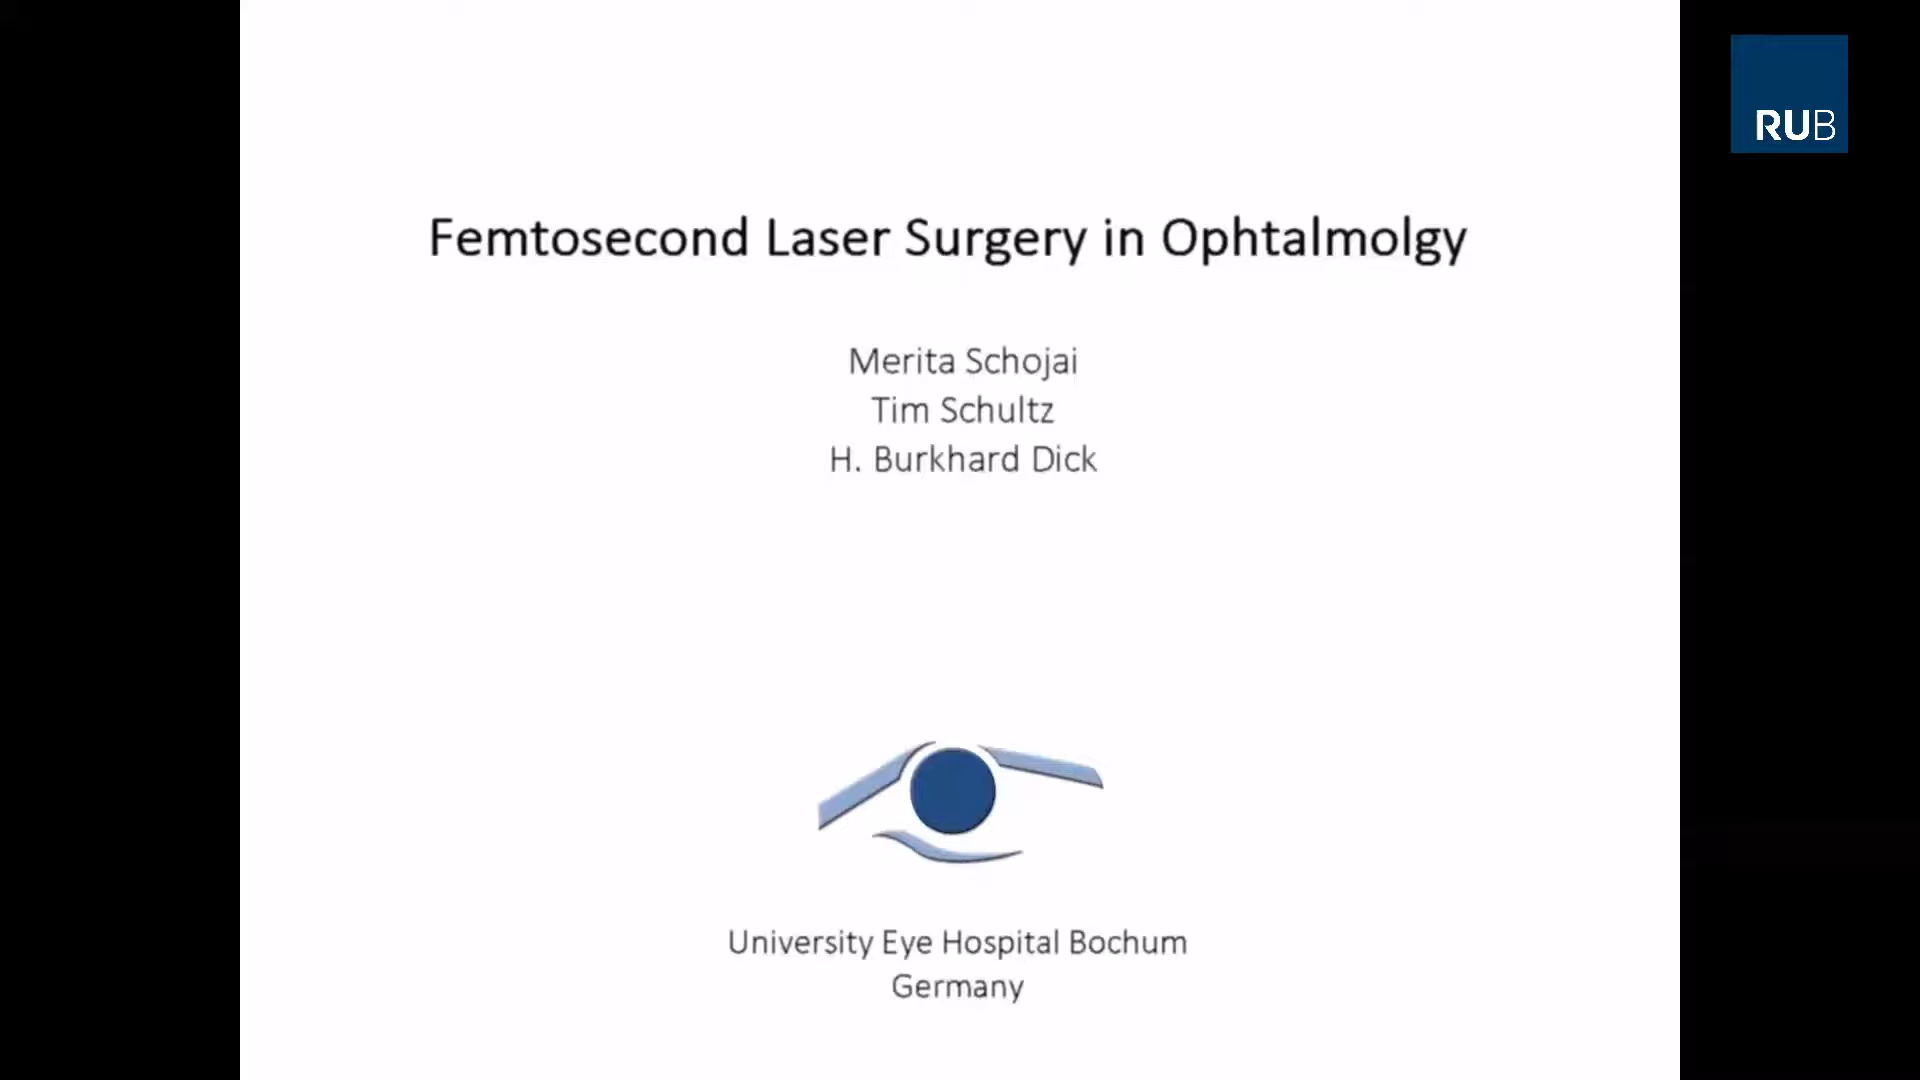 RUB
Femtosecond Laser Surgery in Ophtalmolgy
Merita Schojai
Tim Schultz
H. Burkhard Dick
University Eye Hospital Bochum
Germany